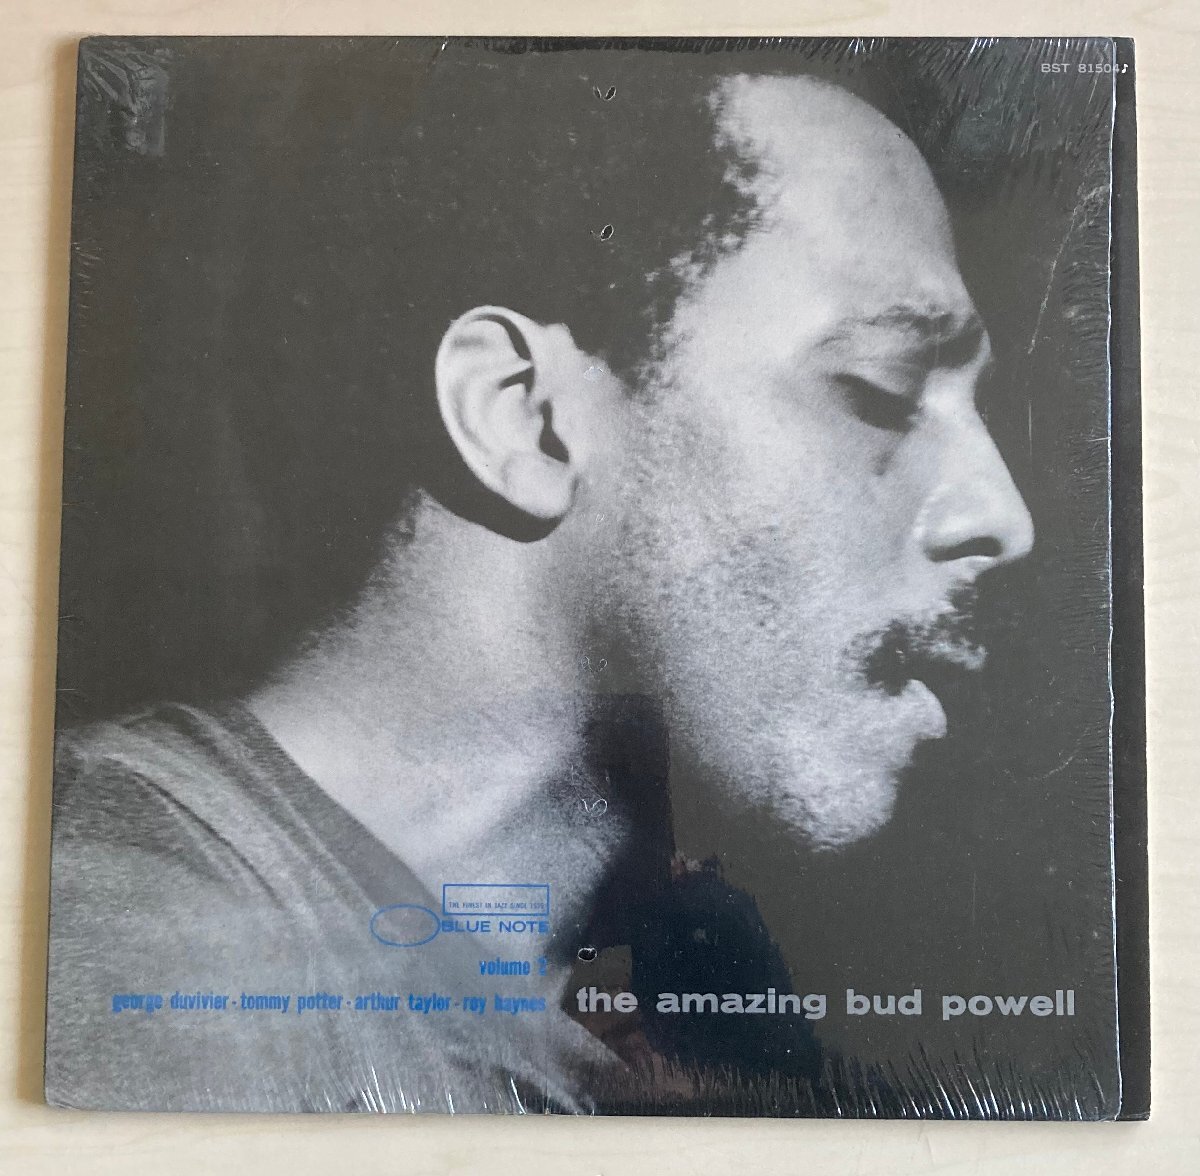 BST 81504
THE FINEST IN JAZZ SINCE 1939
BLUE NOTE
volume 2
george duvivier · tommy potter · arthur taylor · roy haynes
the amazing bud powell